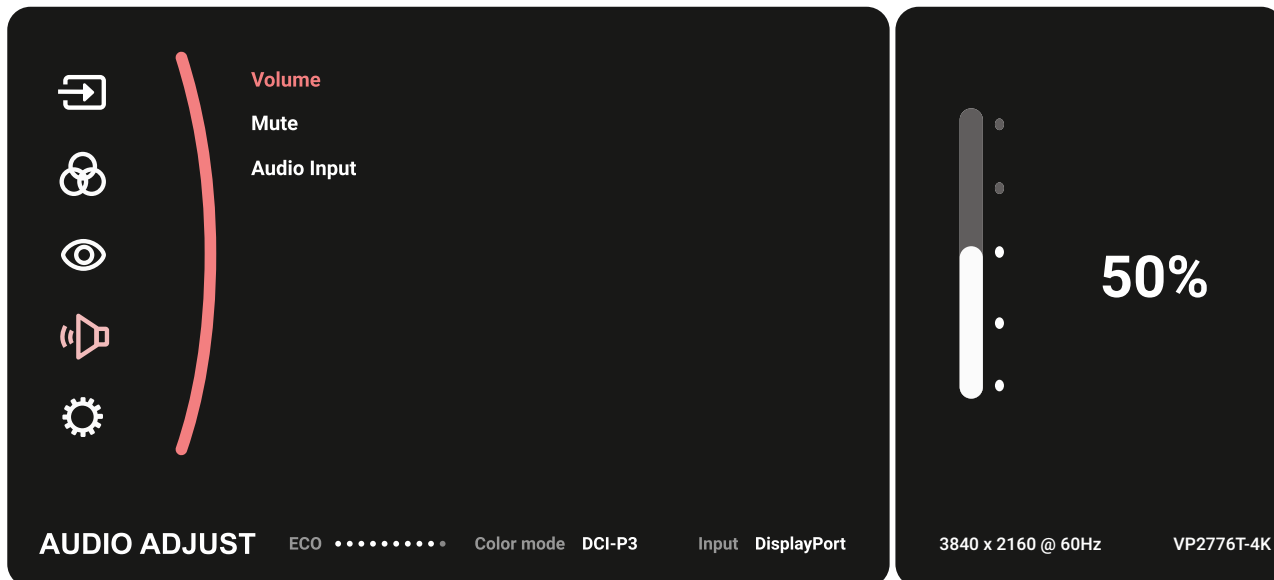 Volume
Mute
Audio Input
50%
AUDIO ADJUST ECO Color mode DCI-P3 Input DisplayPort 3840 x 2160 @ 60Hz VP2776T-4K